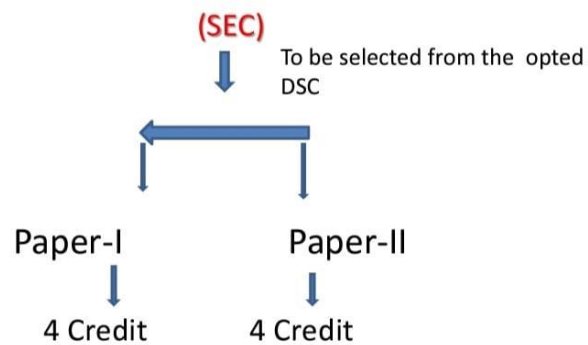 (SEC)
To be selected from the opted
DSC
Paper-I
Paper-II
4 Credit
4 Credit